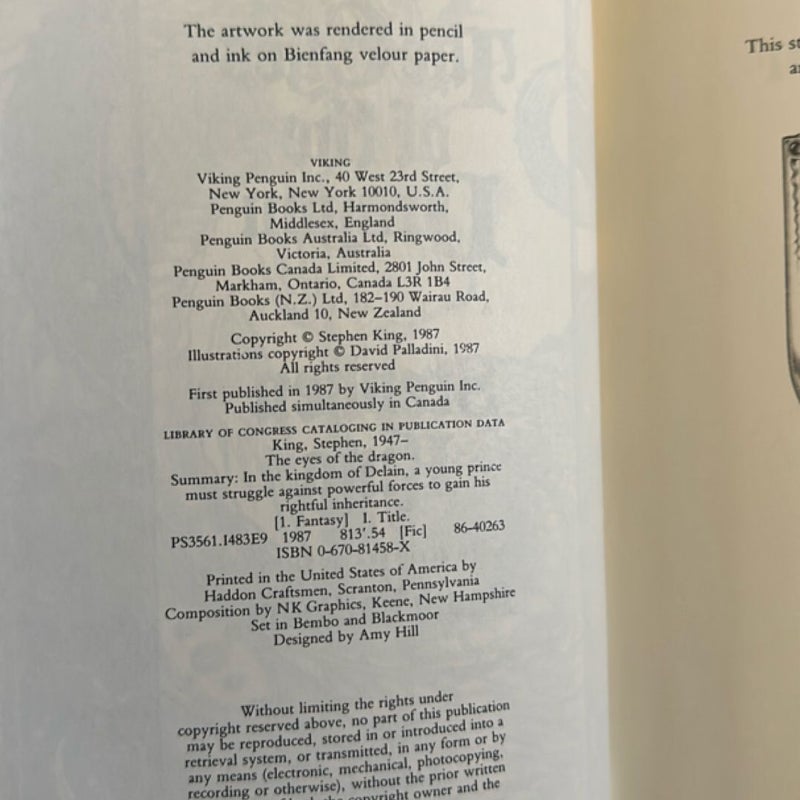 The artwork was rendered in pencil
and ink on Bienfang velour paper.
VIKING
Viking Penguin Inc., 40 West 23rd Street,
New York, New York 10010, U.S.A.
Penguin Books Ltd, Harmondsworth,
Middlesex, England
Penguin Books Australia Ltd, Ringwood,
Victoria, Australia
Penguin Books Canada Limited, 2801 John Street,
Markham, Ontario, Canada L3R 1B4
Penguin Books (N.Z.) Ltd, 182–190 Wairau Road,
Auckland 10, New Zealand
Copyright © Stephen King, 1987
Illustrations copyright © David Palladini, 1987
All rights reserved
First published in 1987 by Viking Penguin Inc.
Published simultaneously in Canada
LIBRARY OF CONGRESS CATALOGING IN PUBLICATION DATA
King, Stephen, 1947–
The eyes of the dragon.
Summary: In the kingdom of Delain, a young prince
must struggle against powerful forces to gain his
rightful inheritance.
[1. Fantasy] I. Title.
PS3561.I483E9 1987 813'.54 [Fic] 86-40263
ISBN 0-670-81458-X
Printed in the United States of America by
Haddon Craftsmen, Scranton, Pennsylvania
Composition by NK Graphics, Keene, New Hampshire
Set in Bembo and Blackmoor
Designed by Amy Hill
Without limiting the rights under
copyright reserved above, no part of this publication
may be reproduced, stored in or introduced into a
retrieval system, or transmitted, in any form or by
any means (electronic, mechanical, photocopying,
recording or otherwise), without the prior written
the copyright owner and the
This